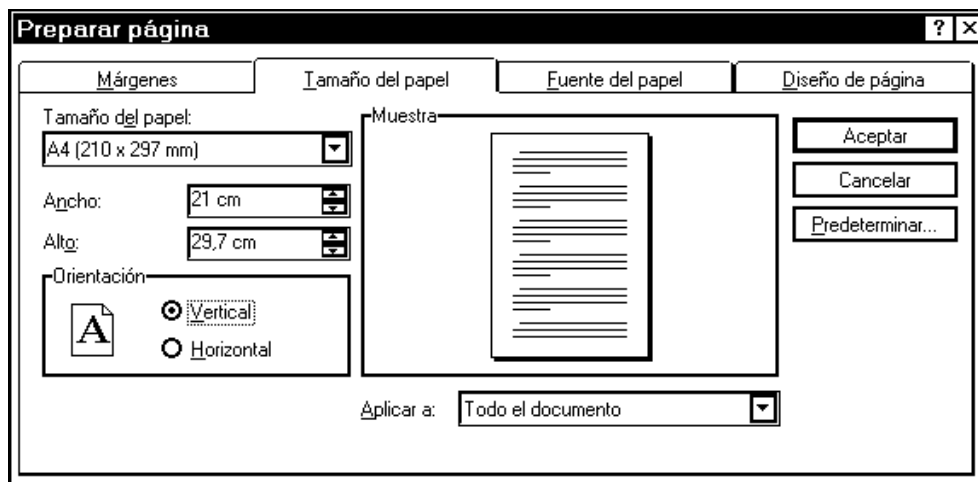 Preparar página
Márgenes
Tamaño del papel
Fuente del papel
Diseño de página
Tamaño del papel:
A4 (210 x 297 mm)
Ancho:
21 cm
Alto:
29,7 cm
Orientación
A
Vertical
Horizontal
Muestra
Aplicar a:
Todo el documento
Aceptar
Cancelar
Predeterminar...